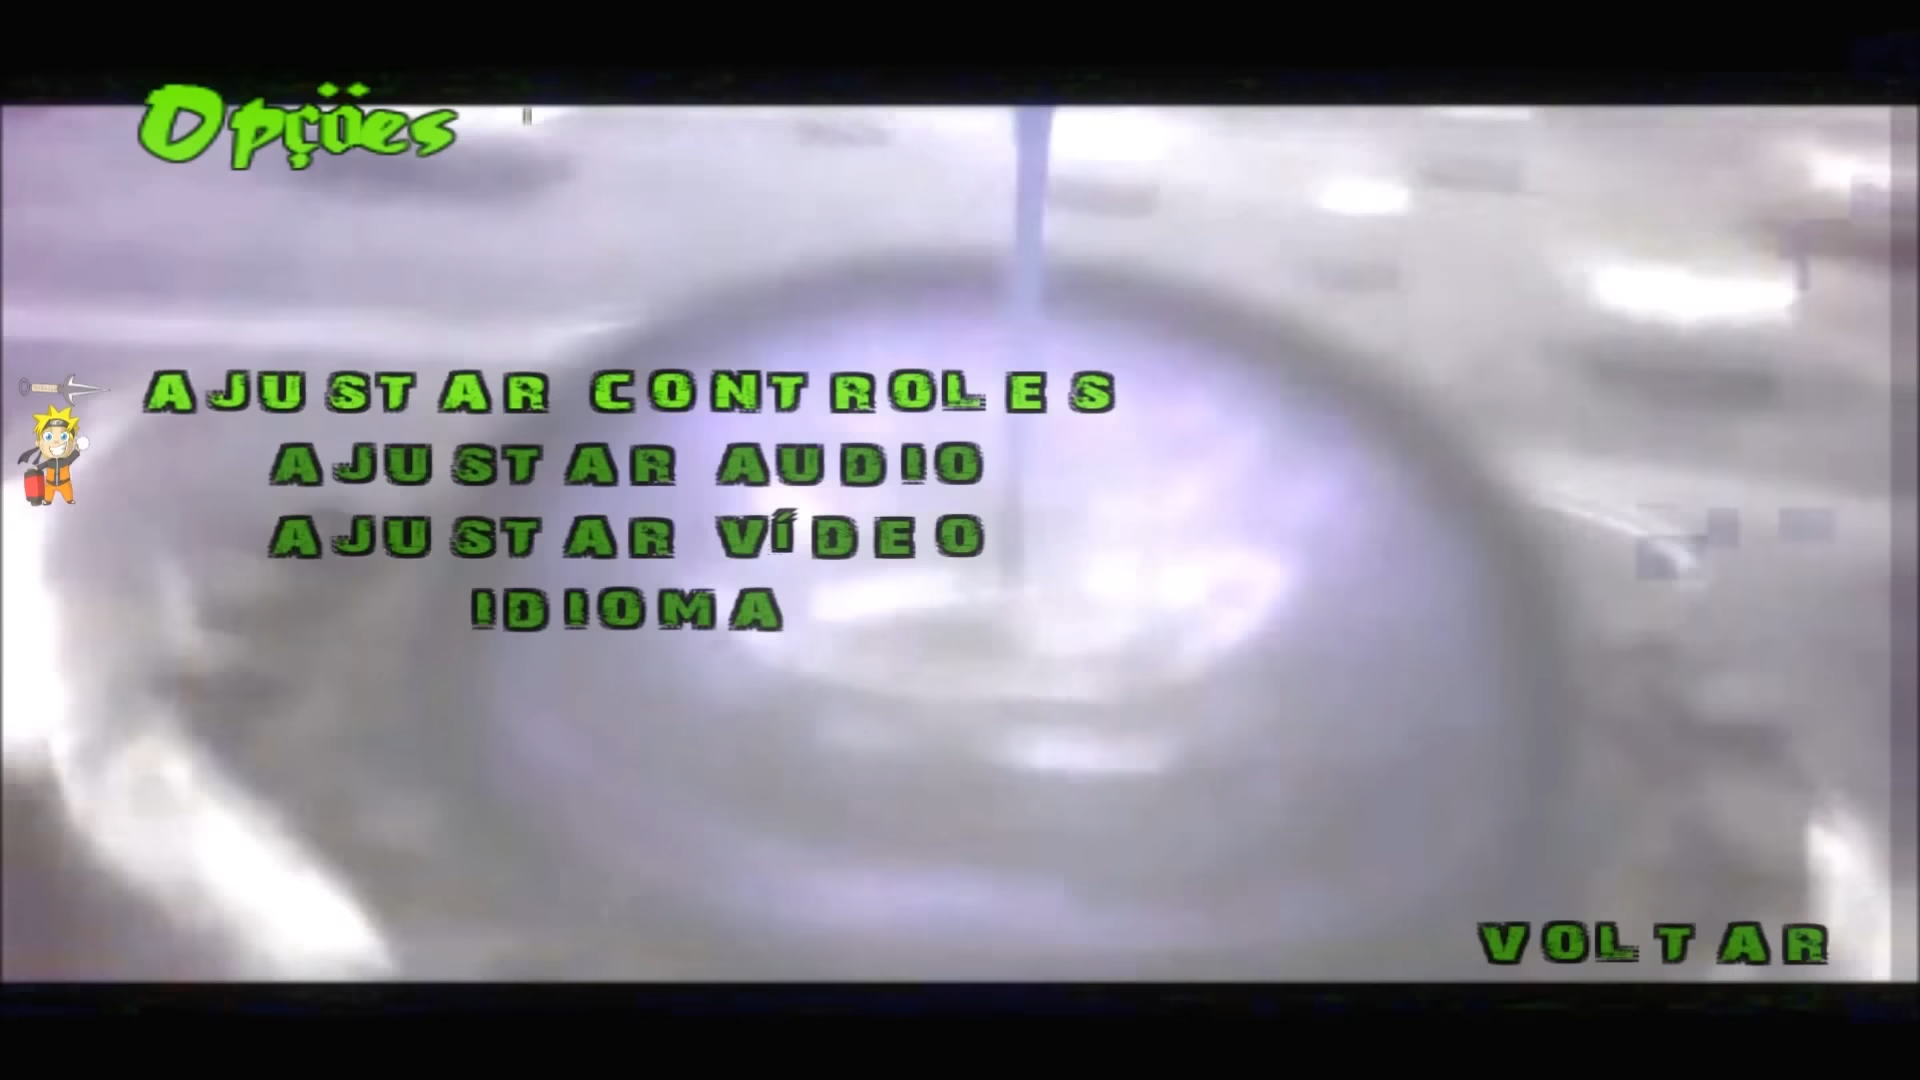 Opções
AJUSTAR CONTROLES
AJUSTAR AUDIO
AJUSTAR VÍDEO
IDIOMA
VOLTAR